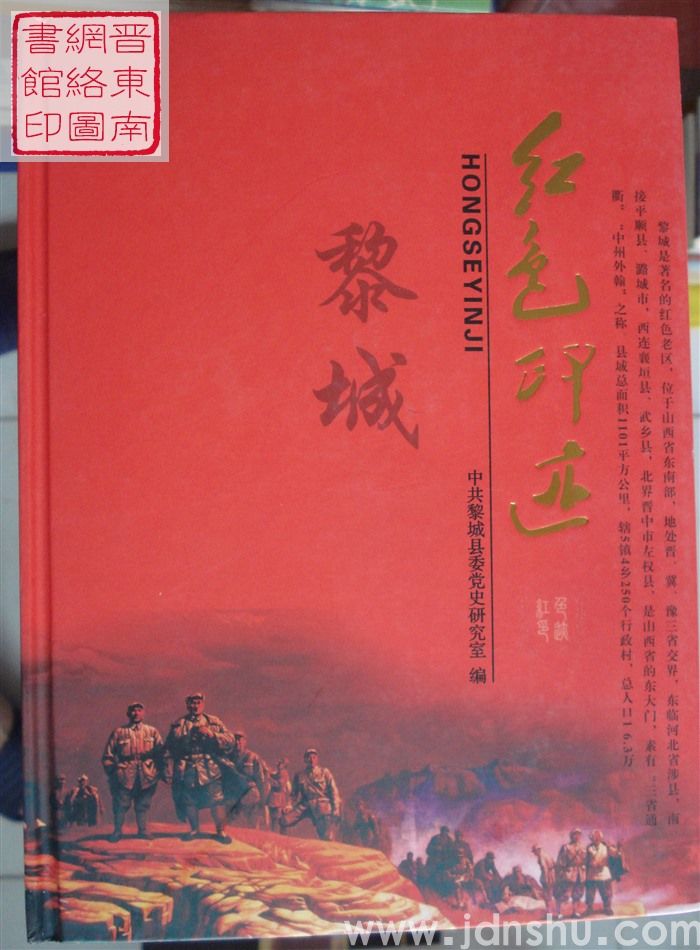 晋東南
網絡圖
書館印
红色印迹
HONGSEYINJI
黎城
中共黎城县委党史研究室 编
黎城是著名的红色老区，位于山西省东南部，地处晋、冀、豫三省交界，东临河北省涉县，南
接平顺县、潞城市，西连襄垣县、武乡县，北界晋中市左权县，是山西省的东大门，素有“三省通
衢”“中州外翰”之称 县域总面积1101平方公里，辖5镇4乡250个行政村，总人口16.3万
www.jdnshu.com